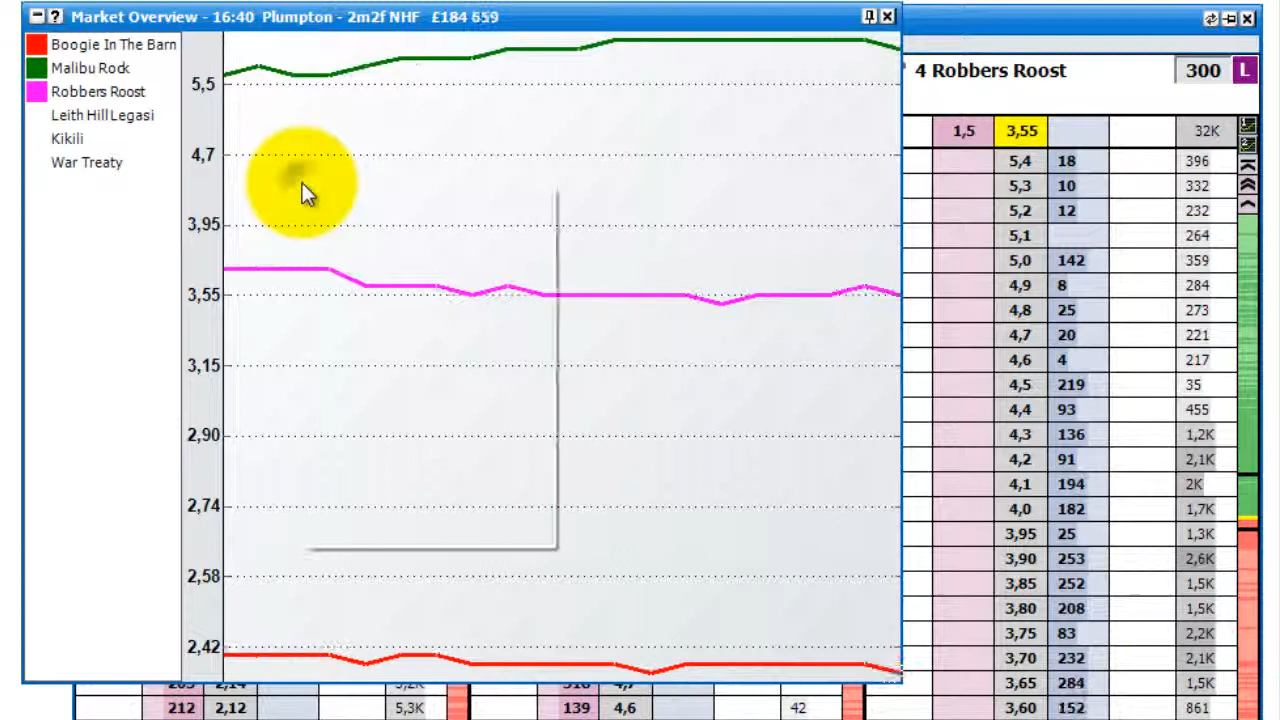 Market Overview - 16:40 Plumpton - 2m2f NHF £184 659
Boogie In The Barn
Malibu Rock
Robbers Roost
Leith Hill Legasi
Kikili
War Treaty
5,5
4,7
3,95
3,55
3,15
2,90
2,74
2,58
2,42
4 Robbers Roost 300 L
1,5 3,55 32K
5,4 18 396
5,3 10 332
5,2 12 232
5,1 264
5,0 142 359
4,9 8 284
4,8 25 273
4,7 20 221
4,6 4 217
4,5 219 35
4,4 93 455
4,3 136 1,2K
4,2 91 2,1K
4,1 194 2K
4,0 182 1,7K
3,95 25 1,3K
3,90 253 2,6K
3,85 252 1,5K
3,80 208 1,5K
3,75 83 2,2K
3,70 232 2,1K
3,65 284 1,5K
3,60 152 861
212 2,12 5,3K 139 4,6 42